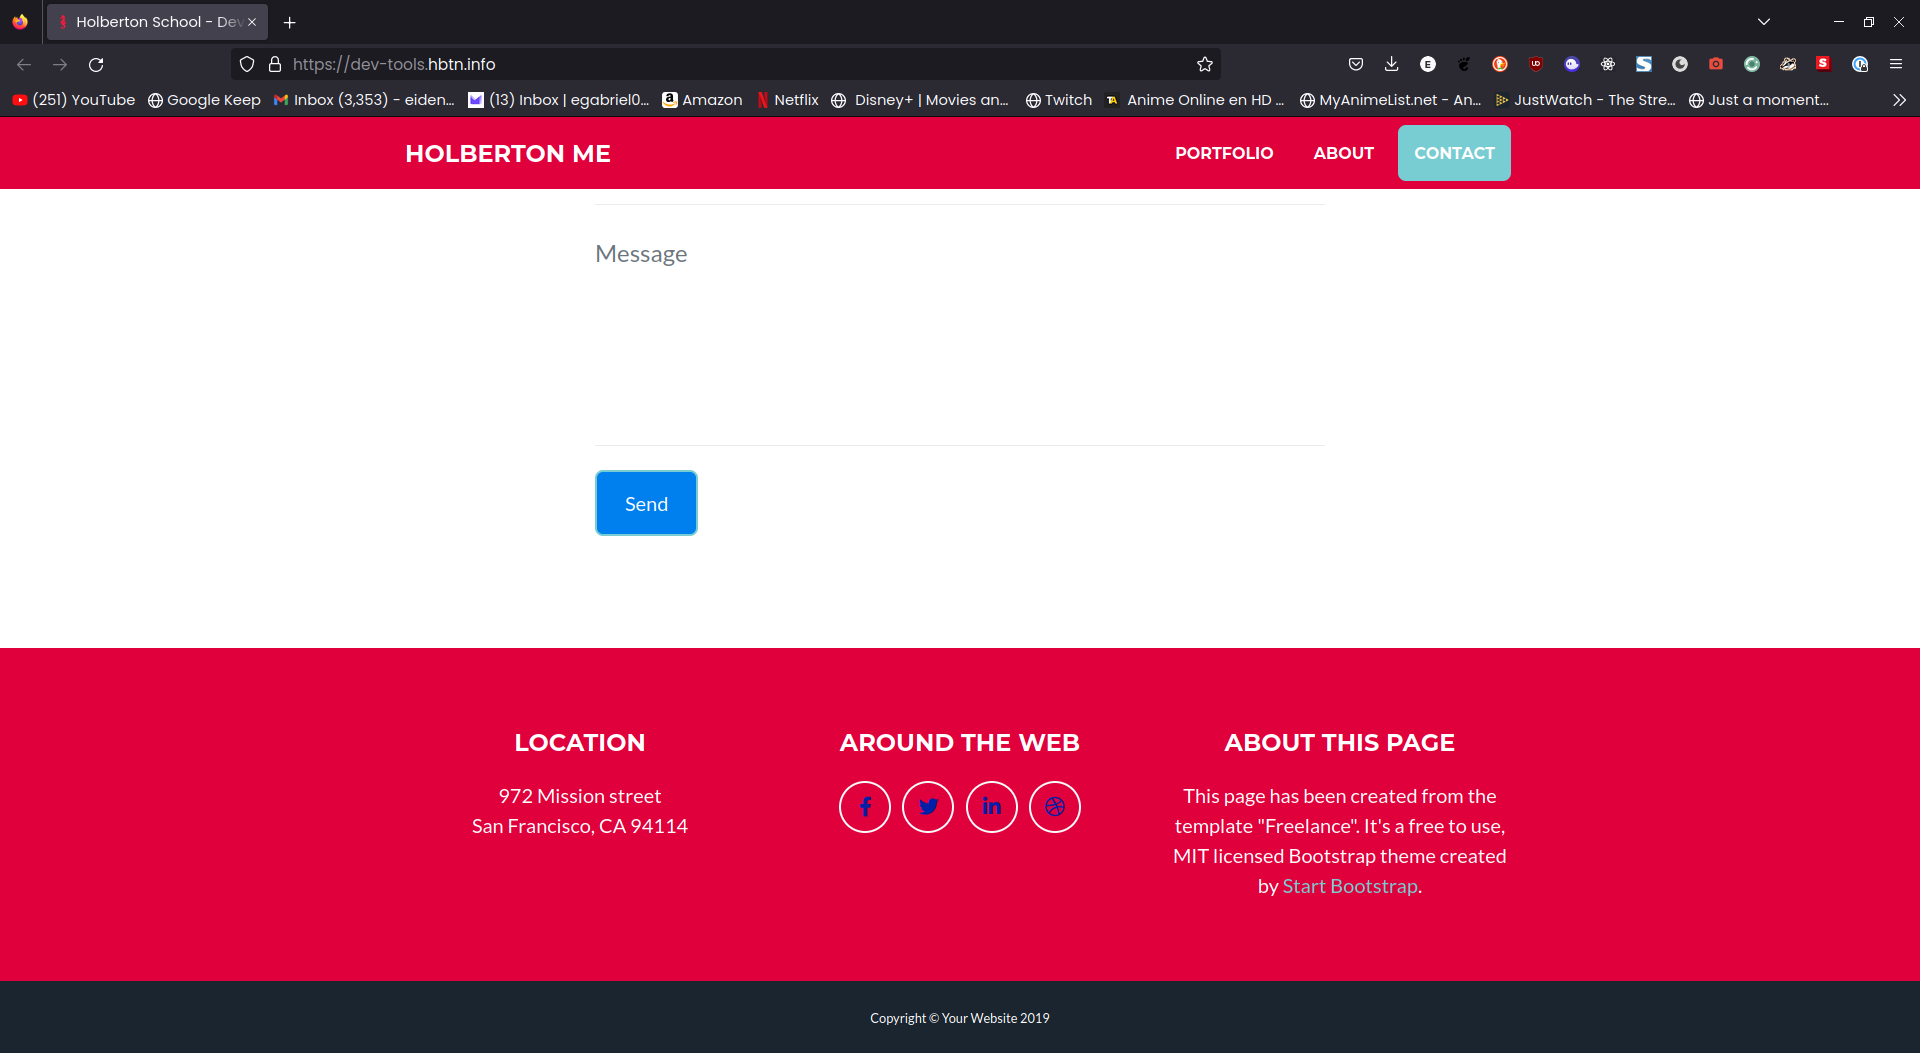 Holberton School - Dev
https://dev-tools.hbtn.info
(251) YouTube
Google Keep
Inbox (3,353) - eiden...
(13) Inbox | egabriel0...
Amazon
Netflix
Disney+ | Movies an...
Twitch
Anime Online en HD ...
MyAnimeList.net - An...
JustWatch - The Stre...
Just a moment...
HOLBERTON ME
PORTFOLIO
ABOUT
CONTACT
Message
Send
LOCATION
972 Mission street
San Francisco, CA 94114
AROUND THE WEB
ABOUT THIS PAGE
This page has been created from the
template "Freelance". It's a free to use,
MIT licensed Bootstrap theme created
by Start Bootstrap.
Copyright © Your Website 2019